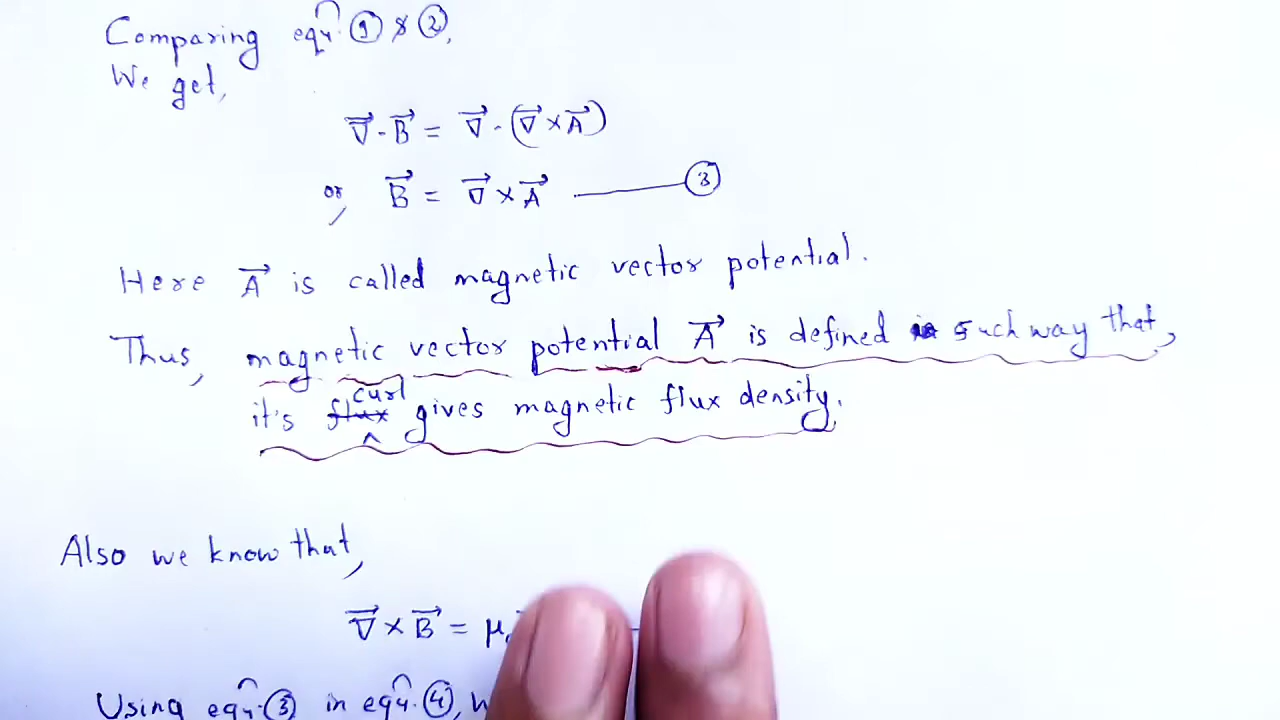 Comparing eqn. ① & ②,
We get,
∇⃗·B⃗ = ∇⃗·(∇⃗×A⃗)
or, B⃗ = ∇⃗×A⃗ ——— ③
Here A⃗ is called magnetic vector potential.
Thus, magnetic vector potential A⃗ is defined such way that,
it's curl gives magnetic flux density.
Also we know that,
∇⃗×B⃗ = μ
Using eqn. ③ in eqn. ④,